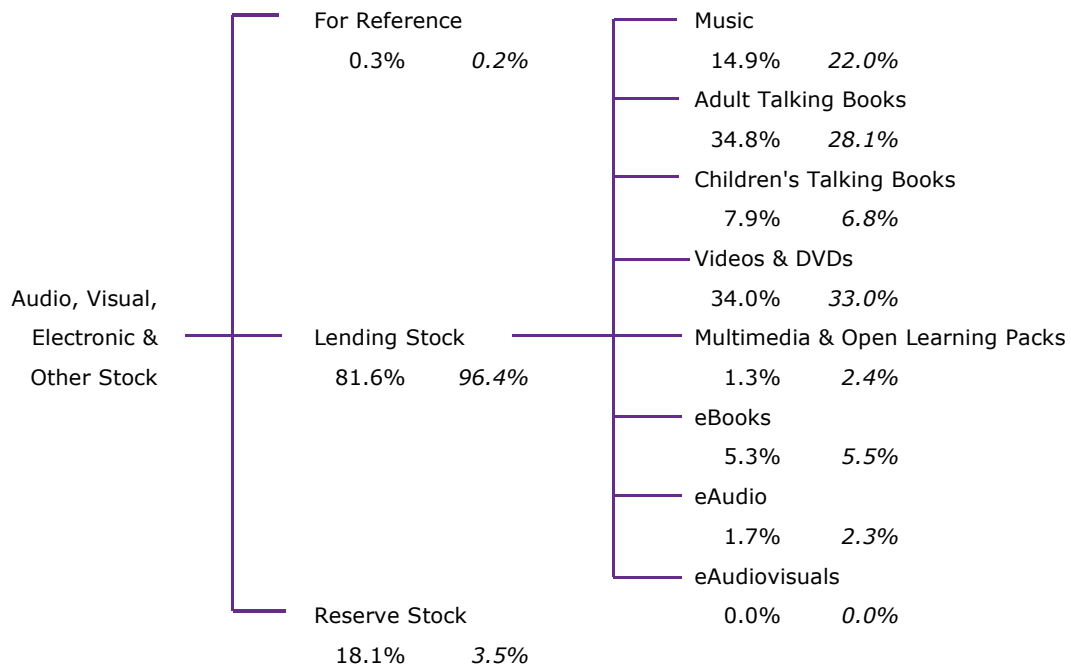 For Reference
0.3% 0.2%
Music
14.9% 22.0%
Adult Talking Books
34.8% 28.1%
Children's Talking Books
7.9% 6.8%
Videos & DVDs
34.0% 33.0%
Audio, Visual,
Electronic &
Other Stock
Lending Stock
81.6% 96.4%
Multimedia & Open Learning Packs
1.3% 2.4%
eBooks
5.3% 5.5%
eAudio
1.7% 2.3%
eAudiovisuals
0.0% 0.0%
Reserve Stock
18.1% 3.5%